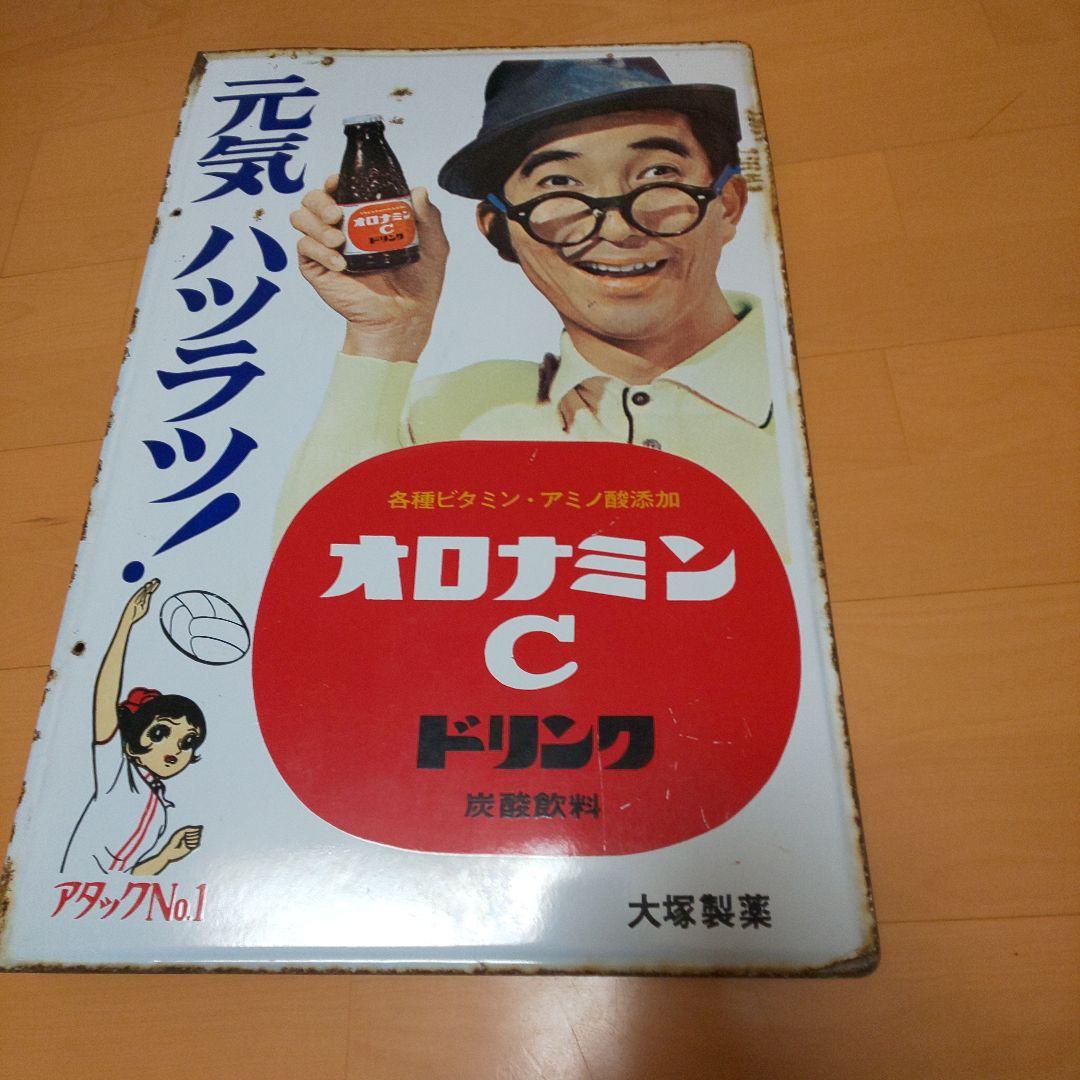 元気ハツラツ!
オロナミン
C
ドリンク
各種ビタミン・アミノ酸添加
オロナミン
C
ドリンク
炭酸飲料
アタックNo.1
大塚製薬